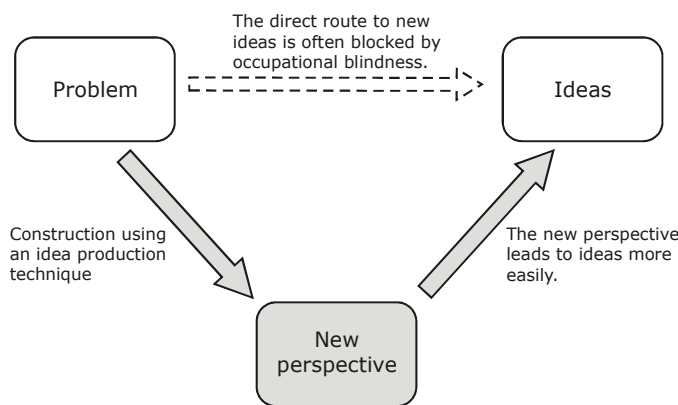 The direct route to new
ideas is often blocked by
occupational blindness.
Problem
Ideas
Construction using
an idea production
technique
The new perspective
leads to ideas more
easily.
New
perspective